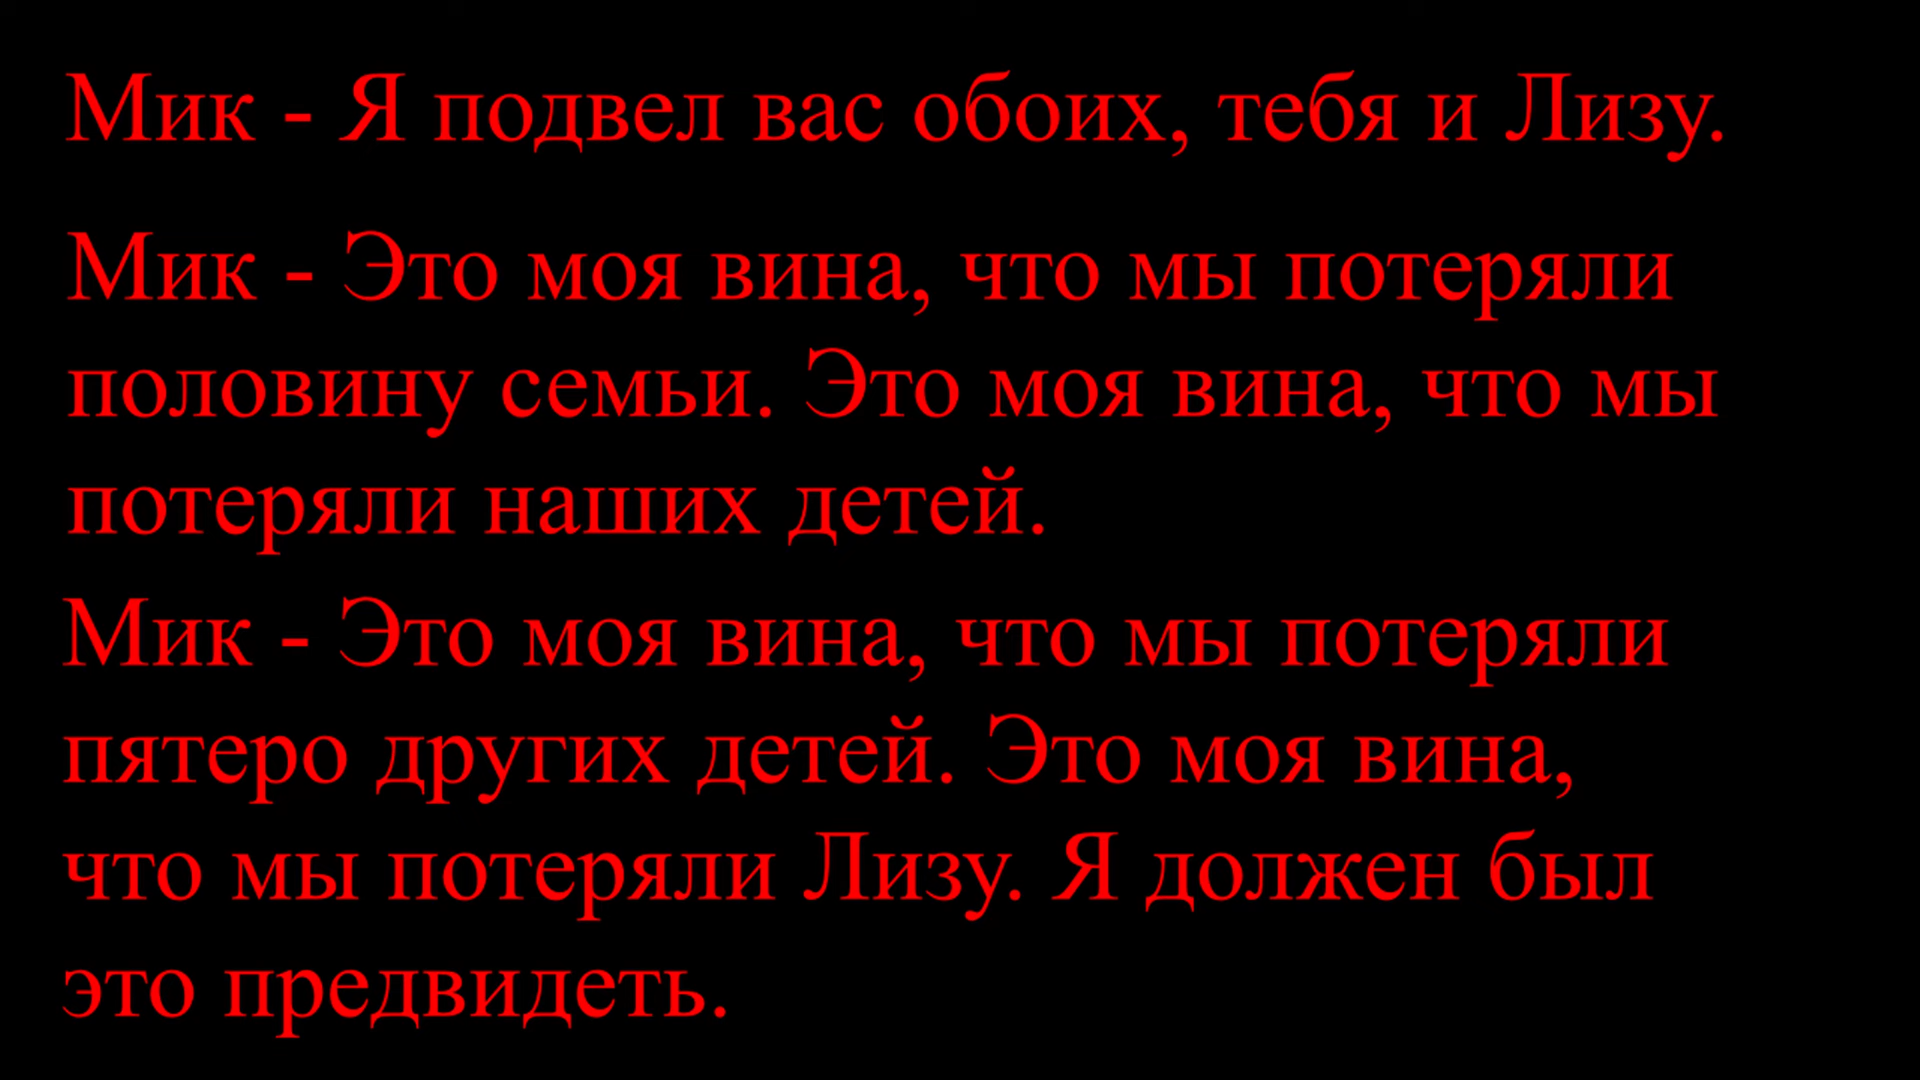 Мик - Я подвел вас обоих, тебя и Лизу.
Мик - Это моя вина, что мы потеряли
половину семьи. Это моя вина, что мы
потеряли наших детей.
Мик - Это моя вина, что мы потеряли
пятеро других детей. Это моя вина,
что мы потеряли Лизу. Я должен был
это предвидеть.